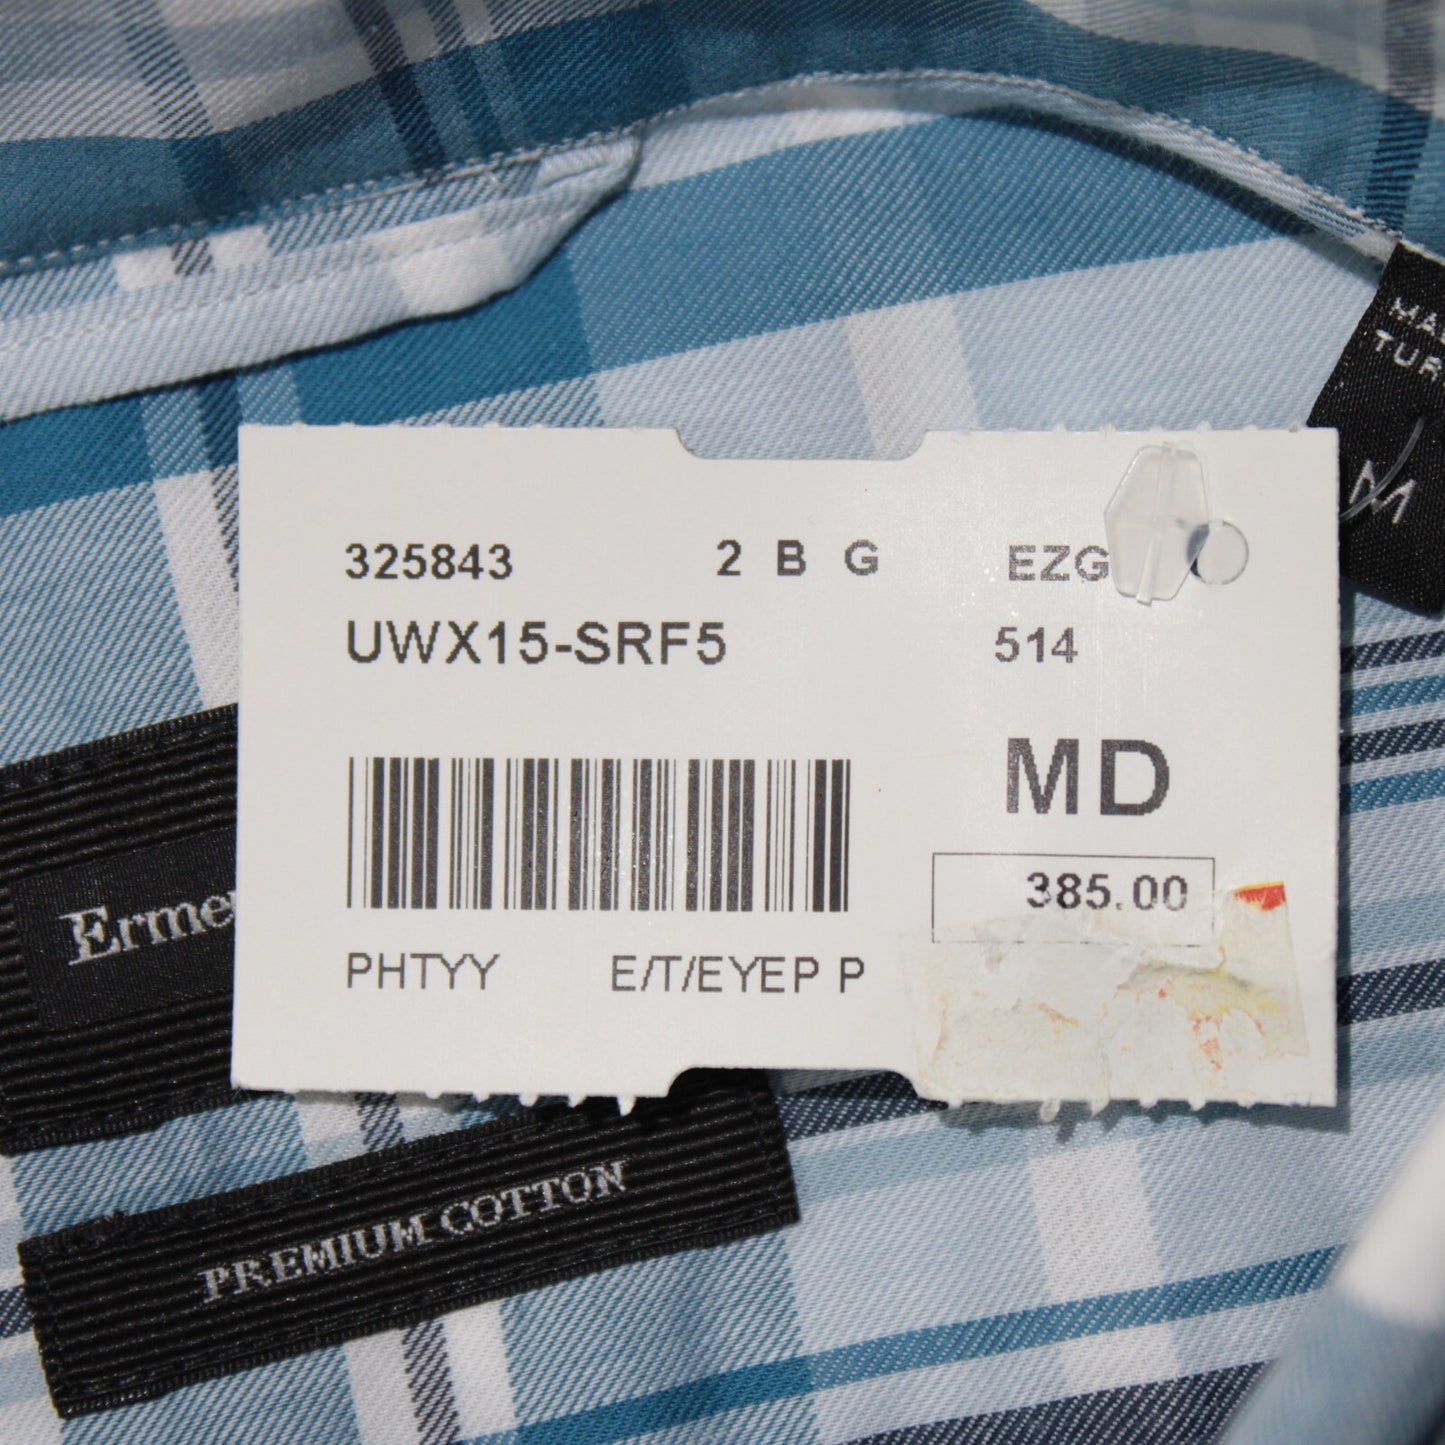 325843 2 B G EZG
UWX15-SRF5 514
MD
385.00
PHTYY E/T/EYEP P
M
PREMIUM COTTON